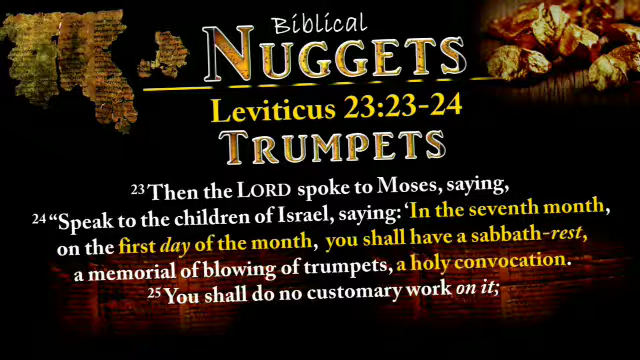 Biblical
NUGGETS
Leviticus 23:23-24
TRUMPETS
23 Then the LORD spoke to Moses, saying,
24 “Speak to the children of Israel, saying: ‘In the seventh month,
on the first day of the month, you shall have a sabbath-rest,
a memorial of blowing of trumpets, a holy convocation.
25 You shall do no customary work on it;